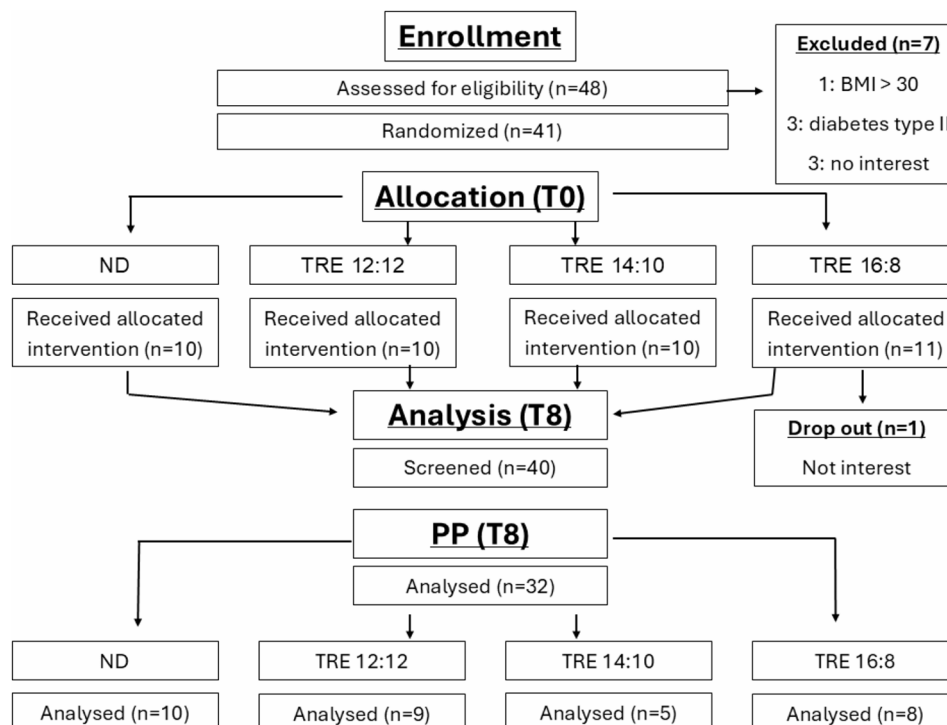 Enrollment
Assessed for eligibility (n=48)
Randomized (n=41)
Excluded (n=7)
1: BMI > 30
3: diabetes type II
3: no interest
Allocation (T0)
ND
TRE 12:12
TRE 14:10
TRE 16:8
Received allocated
intervention (n=10)
Received allocated
intervention (n=10)
Received allocated
intervention (n=10)
Received allocated
intervention (n=11)
Analysis (T8)
Screened (n=40)
Drop out (n=1)
Not interest
PP (T8)
Analysed (n=32)
ND
TRE 12:12
TRE 14:10
TRE 16:8
Analysed (n=10)
Analysed (n=9)
Analysed (n=5)
Analysed (n=8)